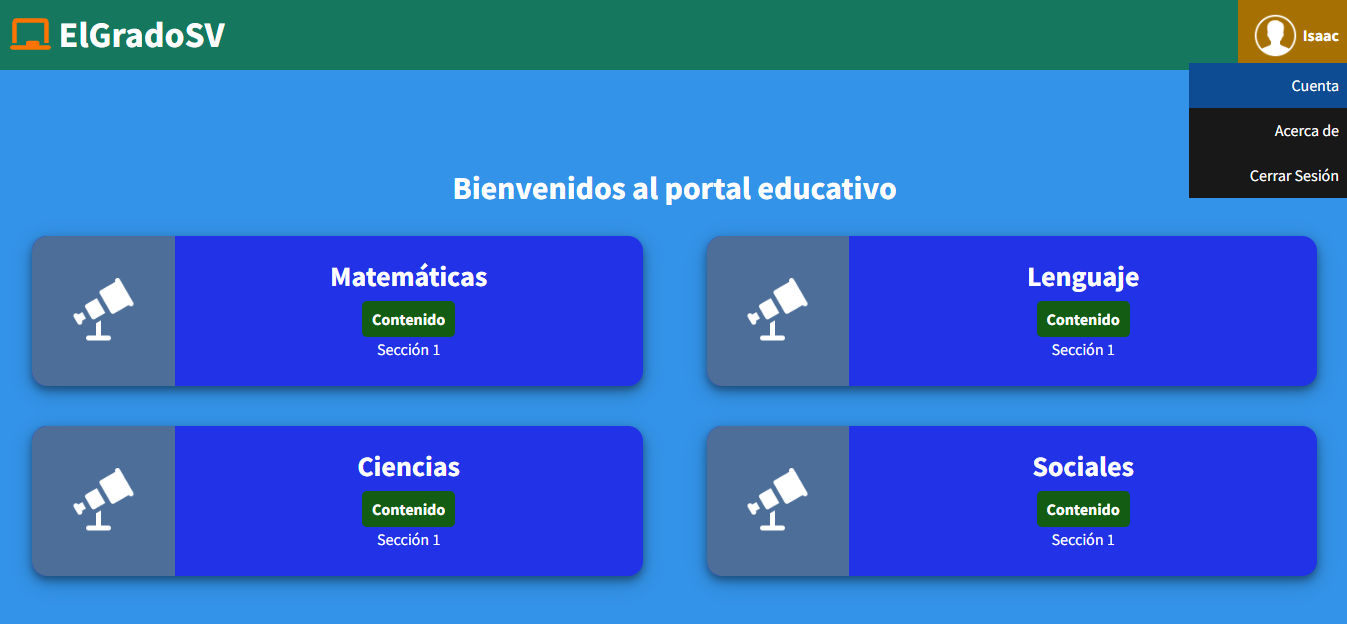 ElGradoSV
Isaac
Cuenta
Acerca de
Cerrar Sesión
Bienvenidos al portal educativo
Matemáticas
Contenido
Sección 1
Lenguaje
Contenido
Sección 1
Ciencias
Contenido
Sección 1
Sociales
Contenido
Sección 1